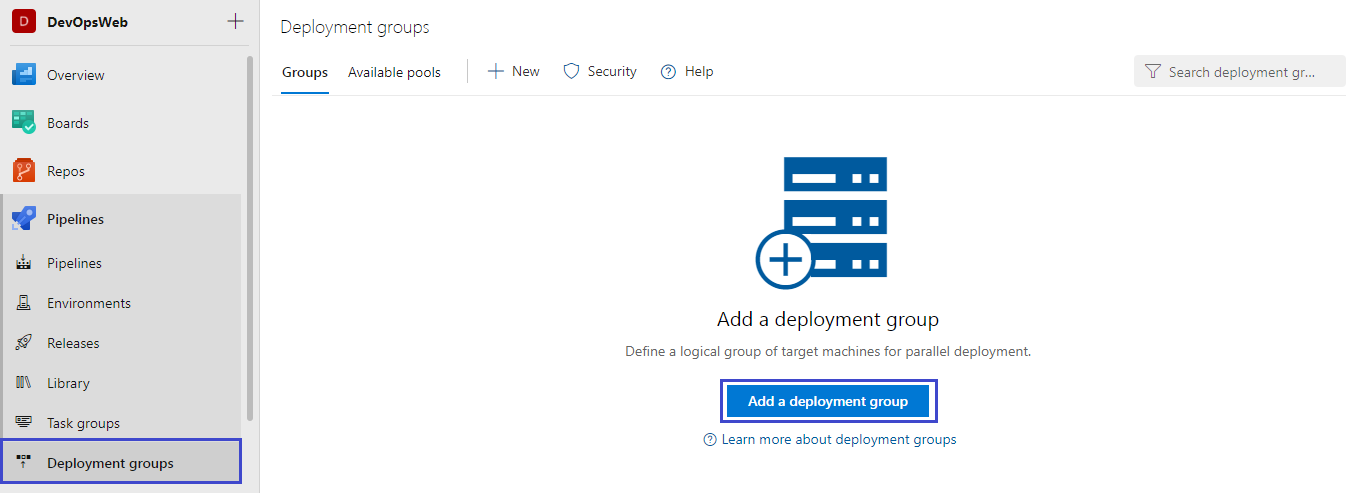 D DevOpsWeb
Overview
Boards
Repos
Pipelines
Pipelines
Environments
Releases
Library
Task groups
Deployment groups
Deployment groups
Groups Available pools New Security Help Search deployment gr...
Add a deployment group
Define a logical group of target machines for parallel deployment.
Add a deployment group
Learn more about deployment groups